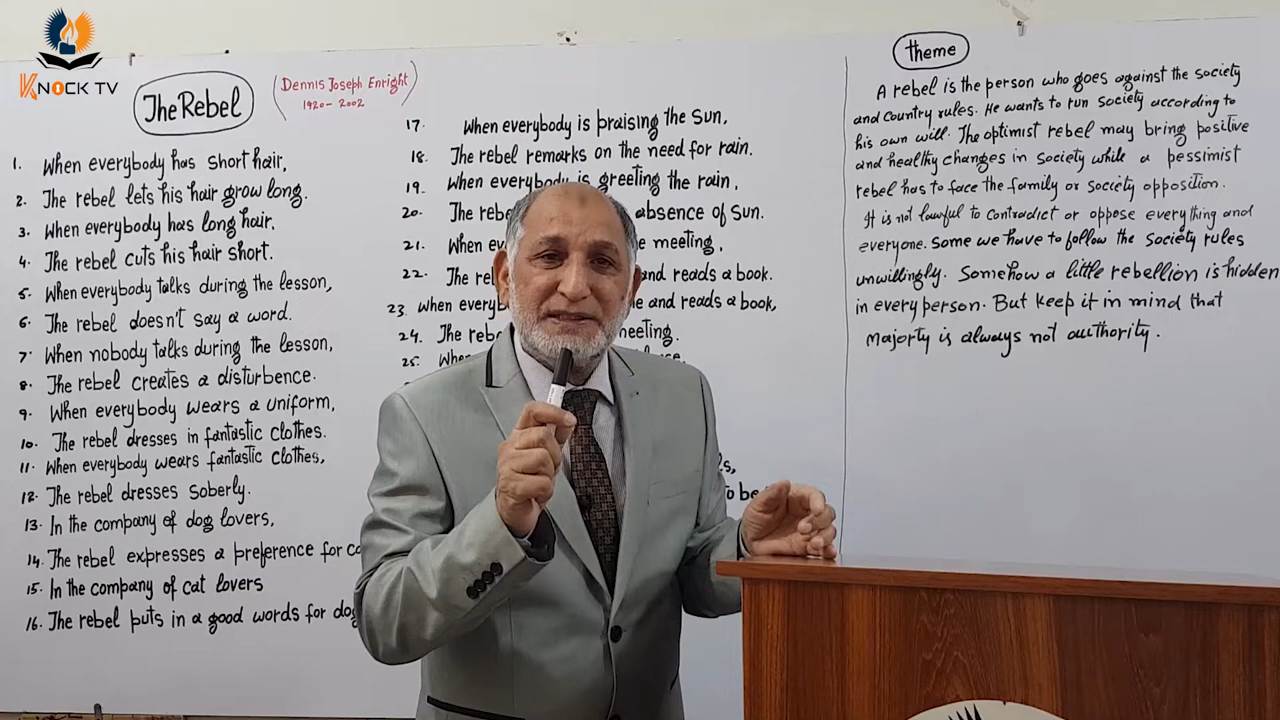 KNOCK TV
The Rebel
(Dennis Joseph Enright)
1920-2002
1. When everybody has short hair,
2. The rebel lets his hair grow long.
3. When everybody has long hair,
4. The rebel cuts his hair short.
5. When everybody talks during the lesson,
6. The rebel doesn't say a word.
7. When nobody talks during the lesson,
8. The rebel creates a disturbence.
9. When everybody wears a uniform,
10. The rebel dresses in fantastic clothes.
11. When everybody wears fantastic clothes,
12. The rebel dresses soberly.
13. In the company of dog lovers,
14. The rebel expresses a preference for
15. In the company of cat lovers
16. The rebel puts in a good words for
17. When everybody is praising the Sun,
18. The rebel remarks on the need for rain.
19. When everybody is greeting the rain,
20. The absence of Sun.
21. When meeting,
22. The and reads a book.
23 when and reads a book,
24. The meeting.
25.
To be
theme
A rebel is the person who goes against the society
and country rules. He wants to run society according to
his own will. The optimist rebel may bring positive
and healthy changes in society while a pessimist
rebel has to face the family or society opposition.
It is not lawful to contradict or oppose everything and
everyone. Some we have to follow the society rules
unwillingly. Somehow a little rebellion is hidden
in every person. But keep it in mind that
majorty is always not authority.